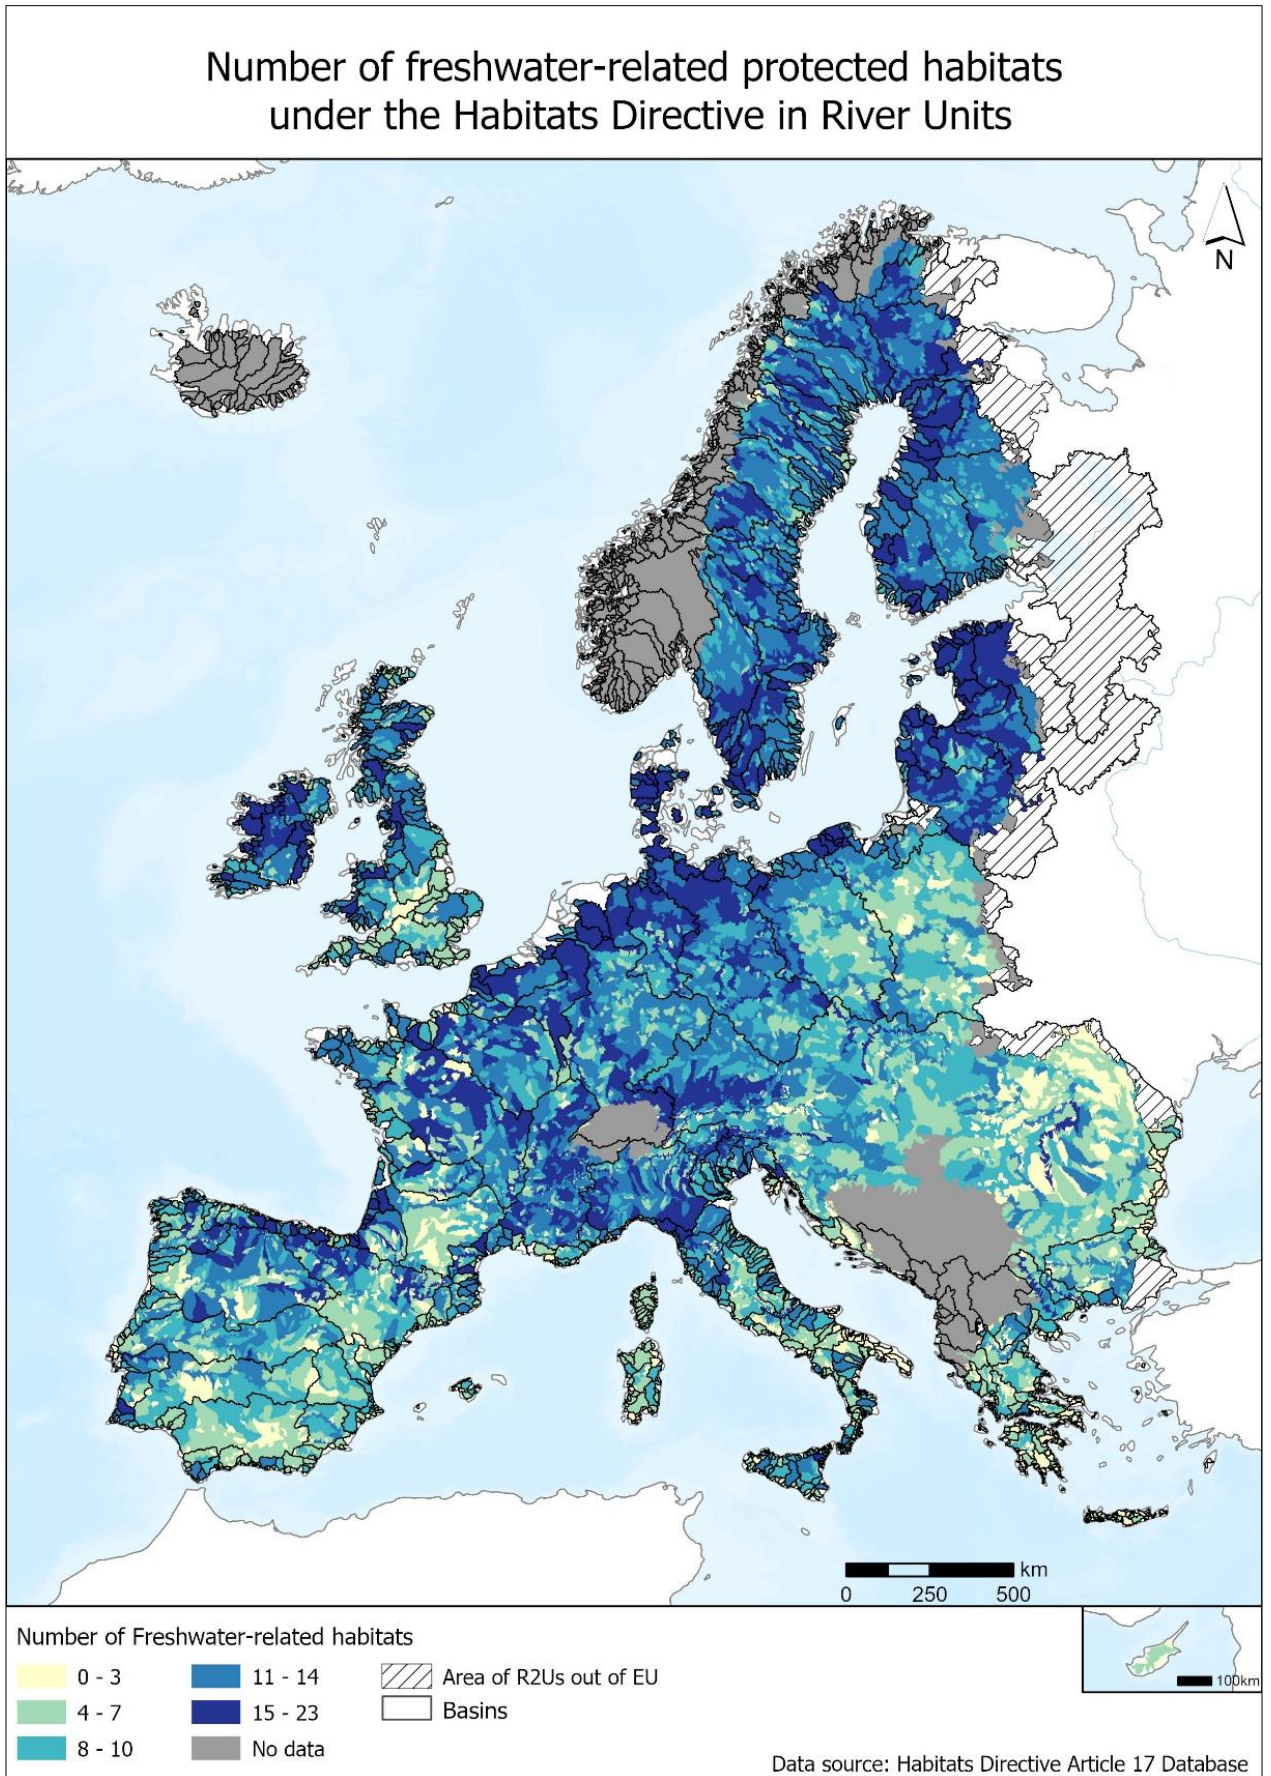 Number of freshwater-related protected habitats
under the Habitats Directive in River Units
N
km
0 250 500
Number of Freshwater-related habitats
0 - 3
4 - 7
8 - 10
11 - 14
15 - 23
No data
Area of R2Us out of EU
Basins
100km
Data source: Habitats Directive Article 17 Database